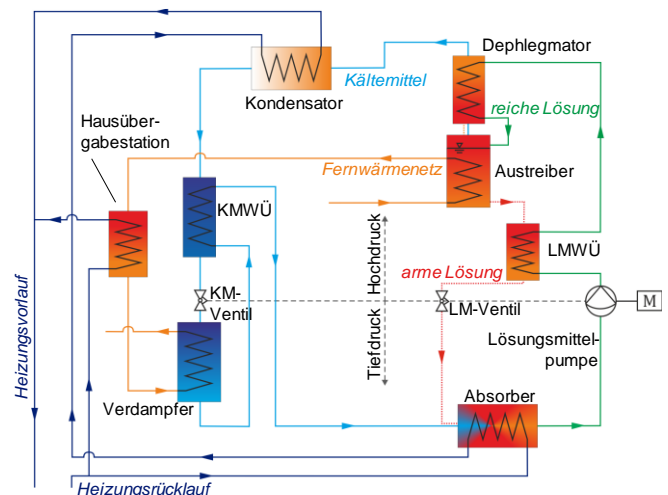 Dephlegmator
Kältemittel
Kondensator
reiche Lösung
Hausüber-
gabestation
Fernwärmenetz
Austreiber
KMWÜ
LMWÜ
Hochdruck
arme Lösung
KM-
Ventil
LM-Ventil
M
Tiefdruck
Lösungsmittel-
pumpe
Heizungsvorlauf
Verdampfer
Absorber
Heizungsrücklauf